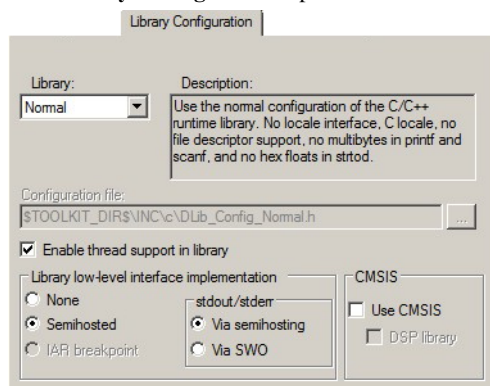 Library Configuration
Library:
Normal
Description:
Use the normal configuration of the C/C++
runtime library. No locale interface, C locale, no
file descriptor support, no multibytes in printf and
scanf, and no hex floats in strtod.
Configuration file:
$TOOLKIT_DIR$\INC\c\DLib_Config_Normal.h
...
Enable thread support in library
Library low-level interface implementation
None
Semihosted
IAR breakpoint
stdout/stderr
Via semihosting
Via SWO
CMSIS
Use CMSIS
DSP library